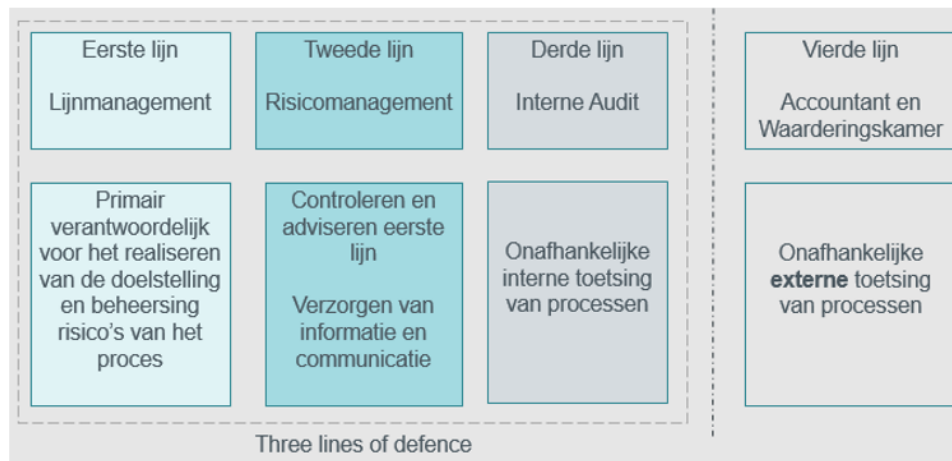 Eerste lijn
Lijnmanagement
Tweede lijn
Risicomanagement
Derde lijn
Interne Audit
Vierde lijn
Accountant en
Waarderingskamer
Primair
verantwoordelijk
voor het realiseren
van de doelstelling
en beheersing
risico's van het
proces
Controleren en
adviseren eerste
lijn
Verzorgen van
informatie en
communicatie
Onafhankelijke
interne toetsing
van processen
Onafhankelijke
externe toetsing
van processen
Three lines of defence